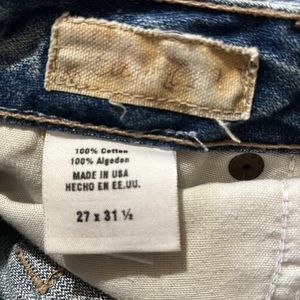 100% Cotton
100% Algodon
MADE IN USA
HECHO EN EE.UU.
27 x 31 ½